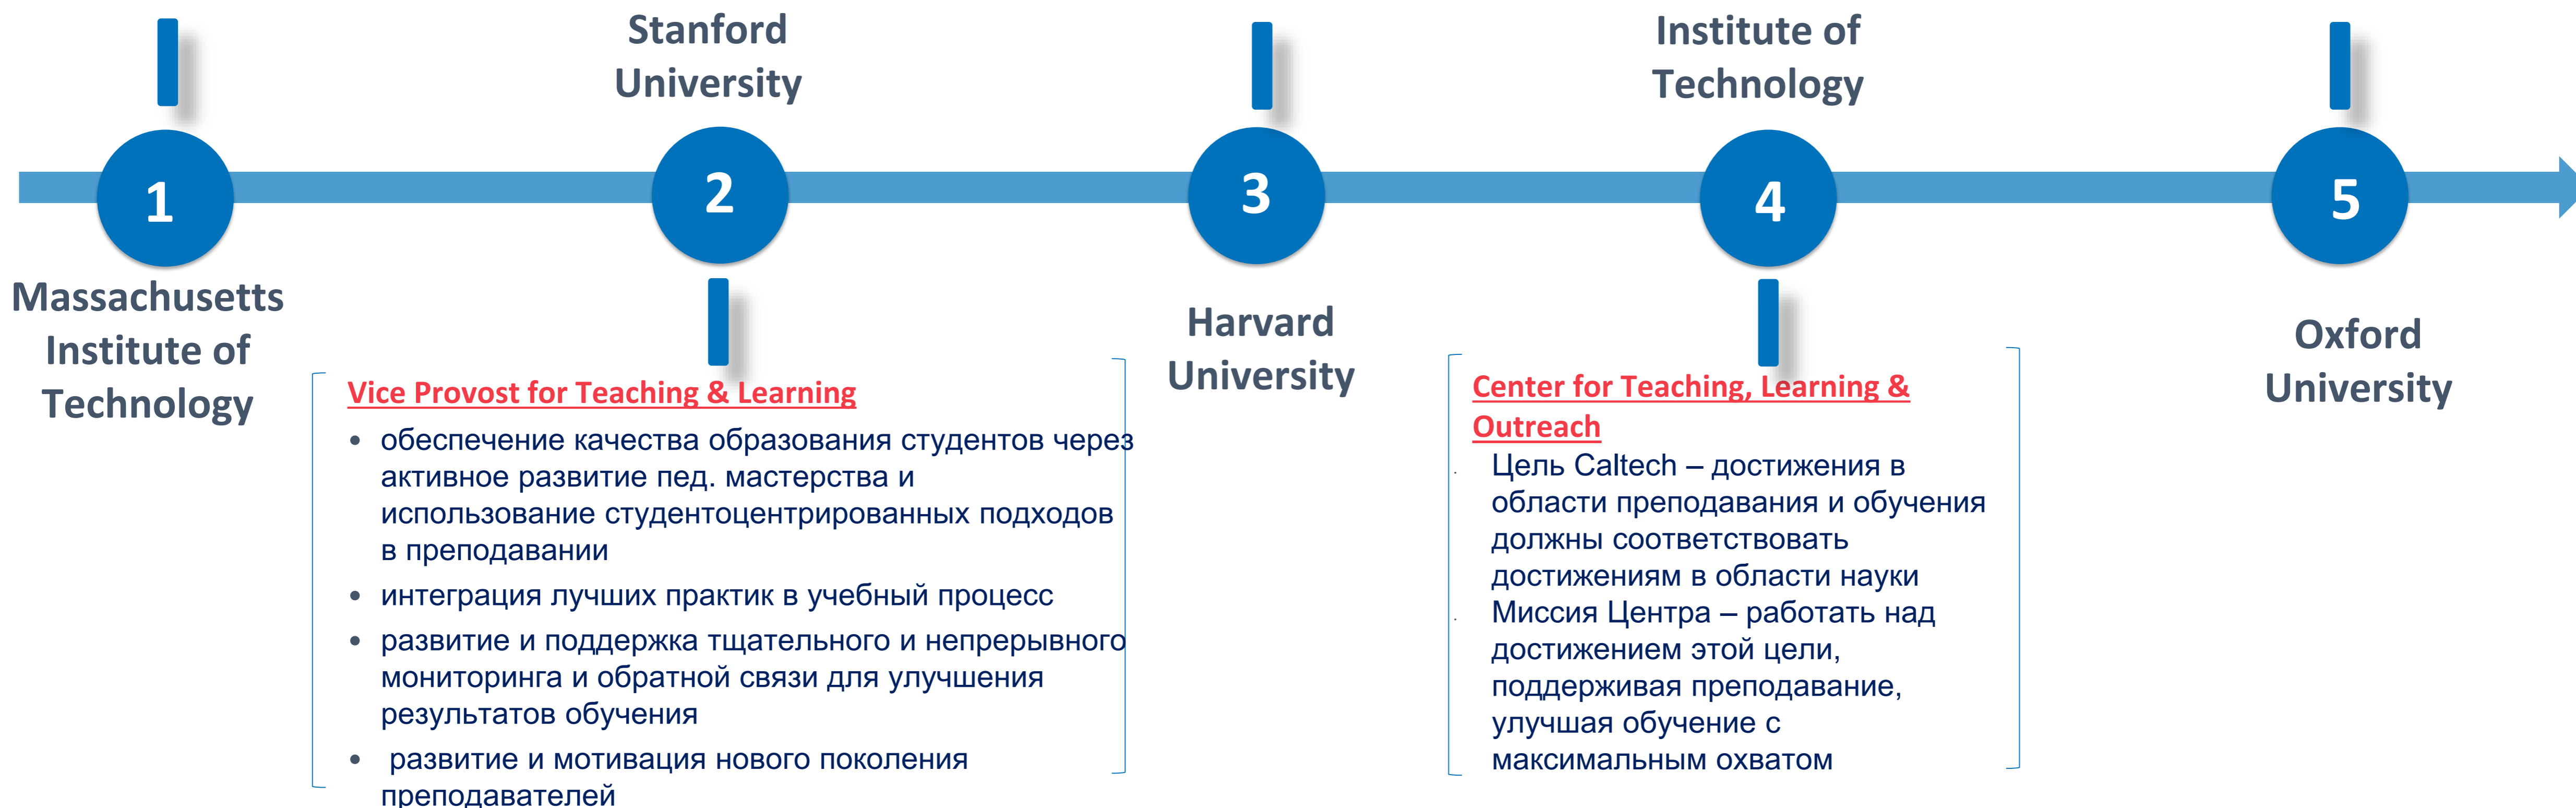 Stanford
University
Institute of
Technology
1
2
3
4
5
Massachusetts
Institute of
Technology
Harvard
University
Oxford
University
Vice Provost for Teaching & Learning
• обеспечение качества образования студентов через
активное развитие пед. мастерства и
использование студентоцентрированных подходов
в преподавании
• интеграция лучших практик в учебный процесс
• развитие и поддержка тщательного и непрерывного
мониторинга и обратной связи для улучшения
результатов обучения
• развитие и мотивация нового поколения
преподавателей
Center for Teaching, Learning &
Outreach
· Цель Caltech – достижения в
области преподавания и обучения
должны соответствовать
достижениям в области науки
· Миссия Центра – работать над
достижением этой цели,
поддерживая преподавание,
улучшая обучение с
максимальным охватом